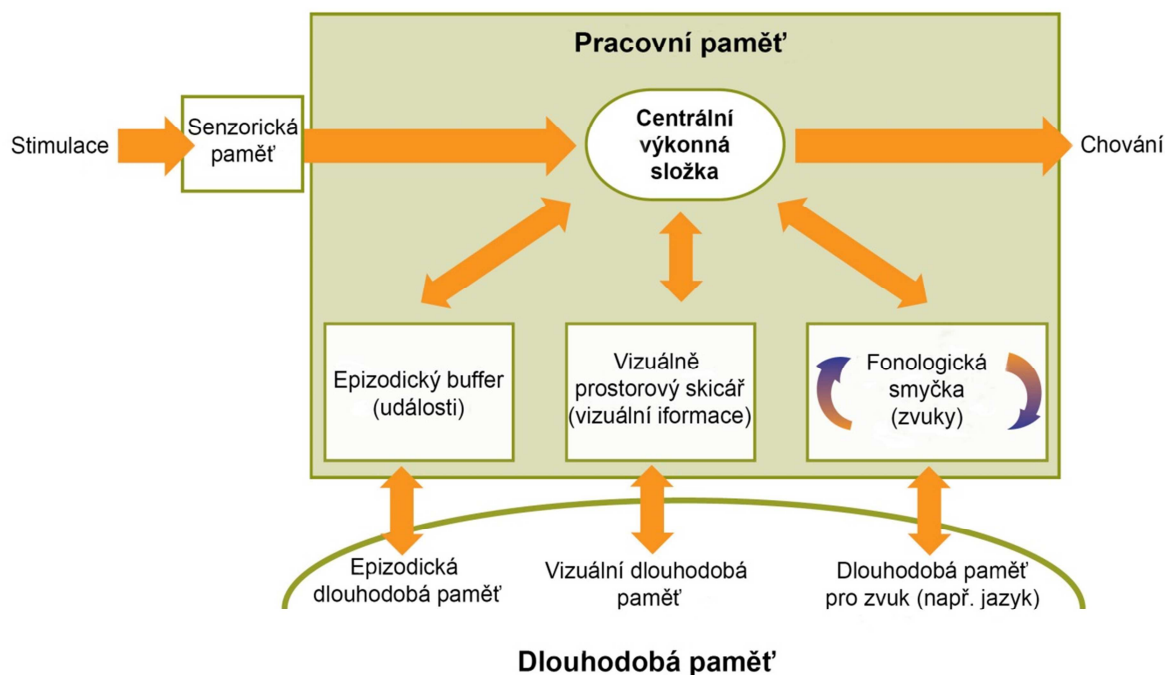 Pracovní paměť
Stimulace
Senzorická
paměť
Centrální
výkonná
složka
Chování
Epizodický buffer
(události)
Vizuálně
prostorový skicář
(vizuální iformace)
Fonologická
smyčka
(zvuky)
Epizodická
dlouhodobá paměť
Vizuální dlouhodobá
paměť
Dlouhodobá paměť
pro zvuk (např. jazyk)
Dlouhodobá paměť